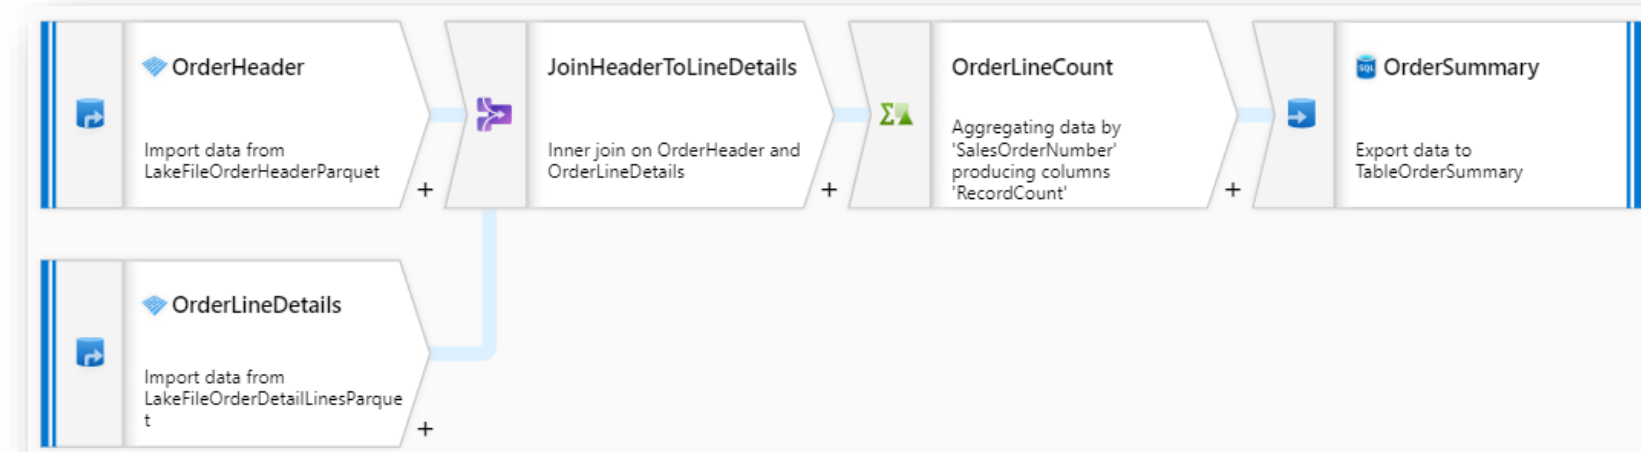 OrderHeader
Import data from
LakeFileOrderHeaderParquet
+
JoinHeaderToLineDetails
Inner join on OrderHeader and
OrderLineDetails
+
OrderLineCount
Aggregating data by
'SalesOrderNumber'
producing columns
'RecordCount'
+
SQL
OrderSummary
Export data to
TableOrderSummary
OrderLineDetails
Import data from
LakeFileOrderDetailLinesParque
t
+